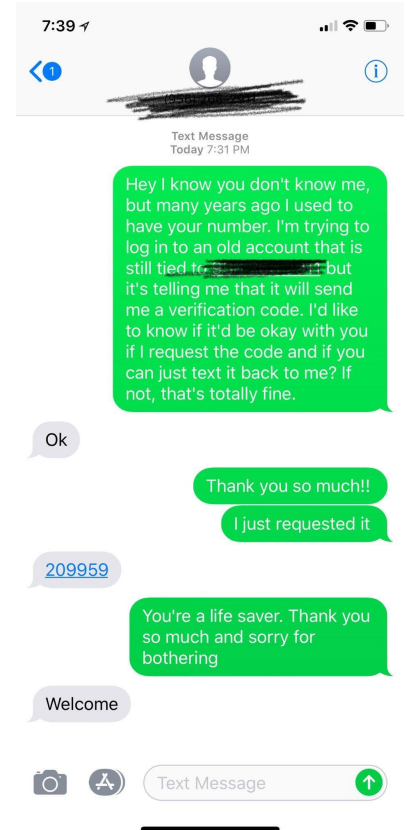 7:39
1
Text Message
Today 7:31 PM
Hey I know you don't know me,
but many years ago I used to
have your number. I'm trying to
log in to an old account that is
still tied to but
it's telling me that it will send
me a verification code. I'd like
to know if it'd be okay with you
if I request the code and if you
can just text it back to me? If
not, that's totally fine.
Ok
Thank you so much!!
I just requested it
209959
You're a life saver. Thank you
so much and sorry for
bothering
Welcome
Text Message